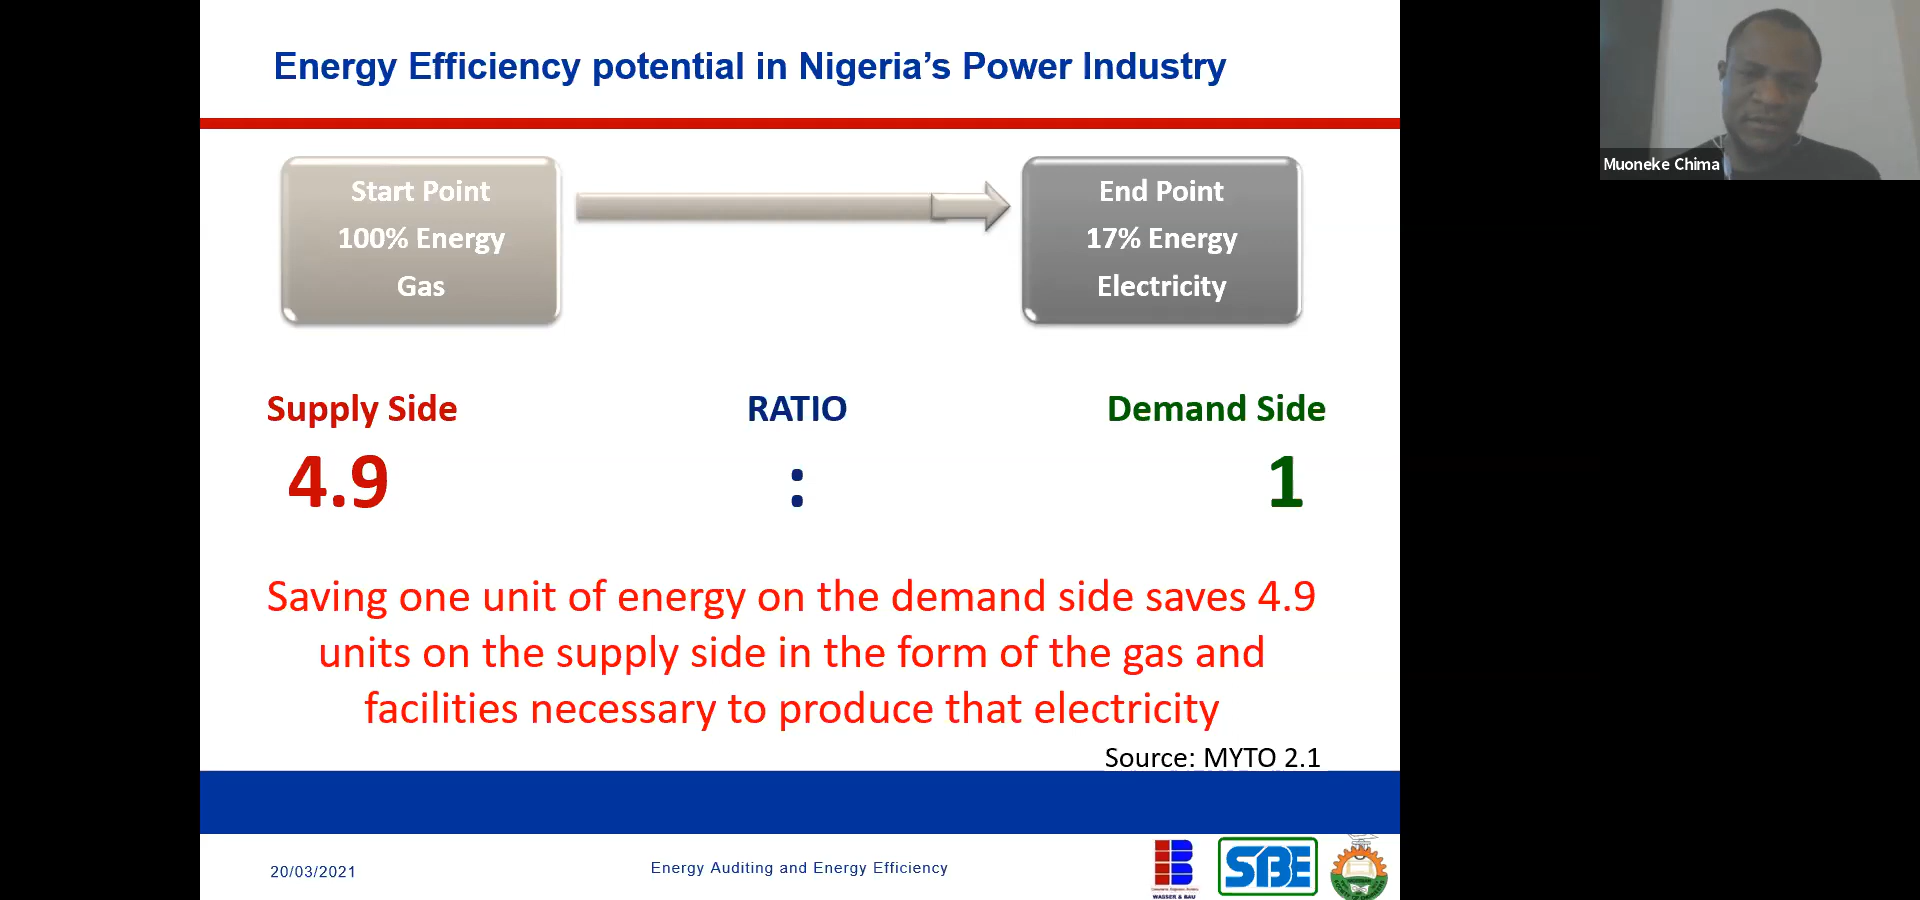 Energy Efficiency potential in Nigeria’s Power Industry
Start Point
100% Energy
Gas
End Point
17% Energy
Electricity
Muoneke Chima
Supply Side
RATIO
Demand Side
4.9
:
1
Saving one unit of energy on the demand side saves 4.9
units on the supply side in the form of the gas and
facilities necessary to produce that electricity
Source: MYTO 2.1
20/03/2021
Energy Auditing and Energy Efficiency
WASSER & BAU
SBE